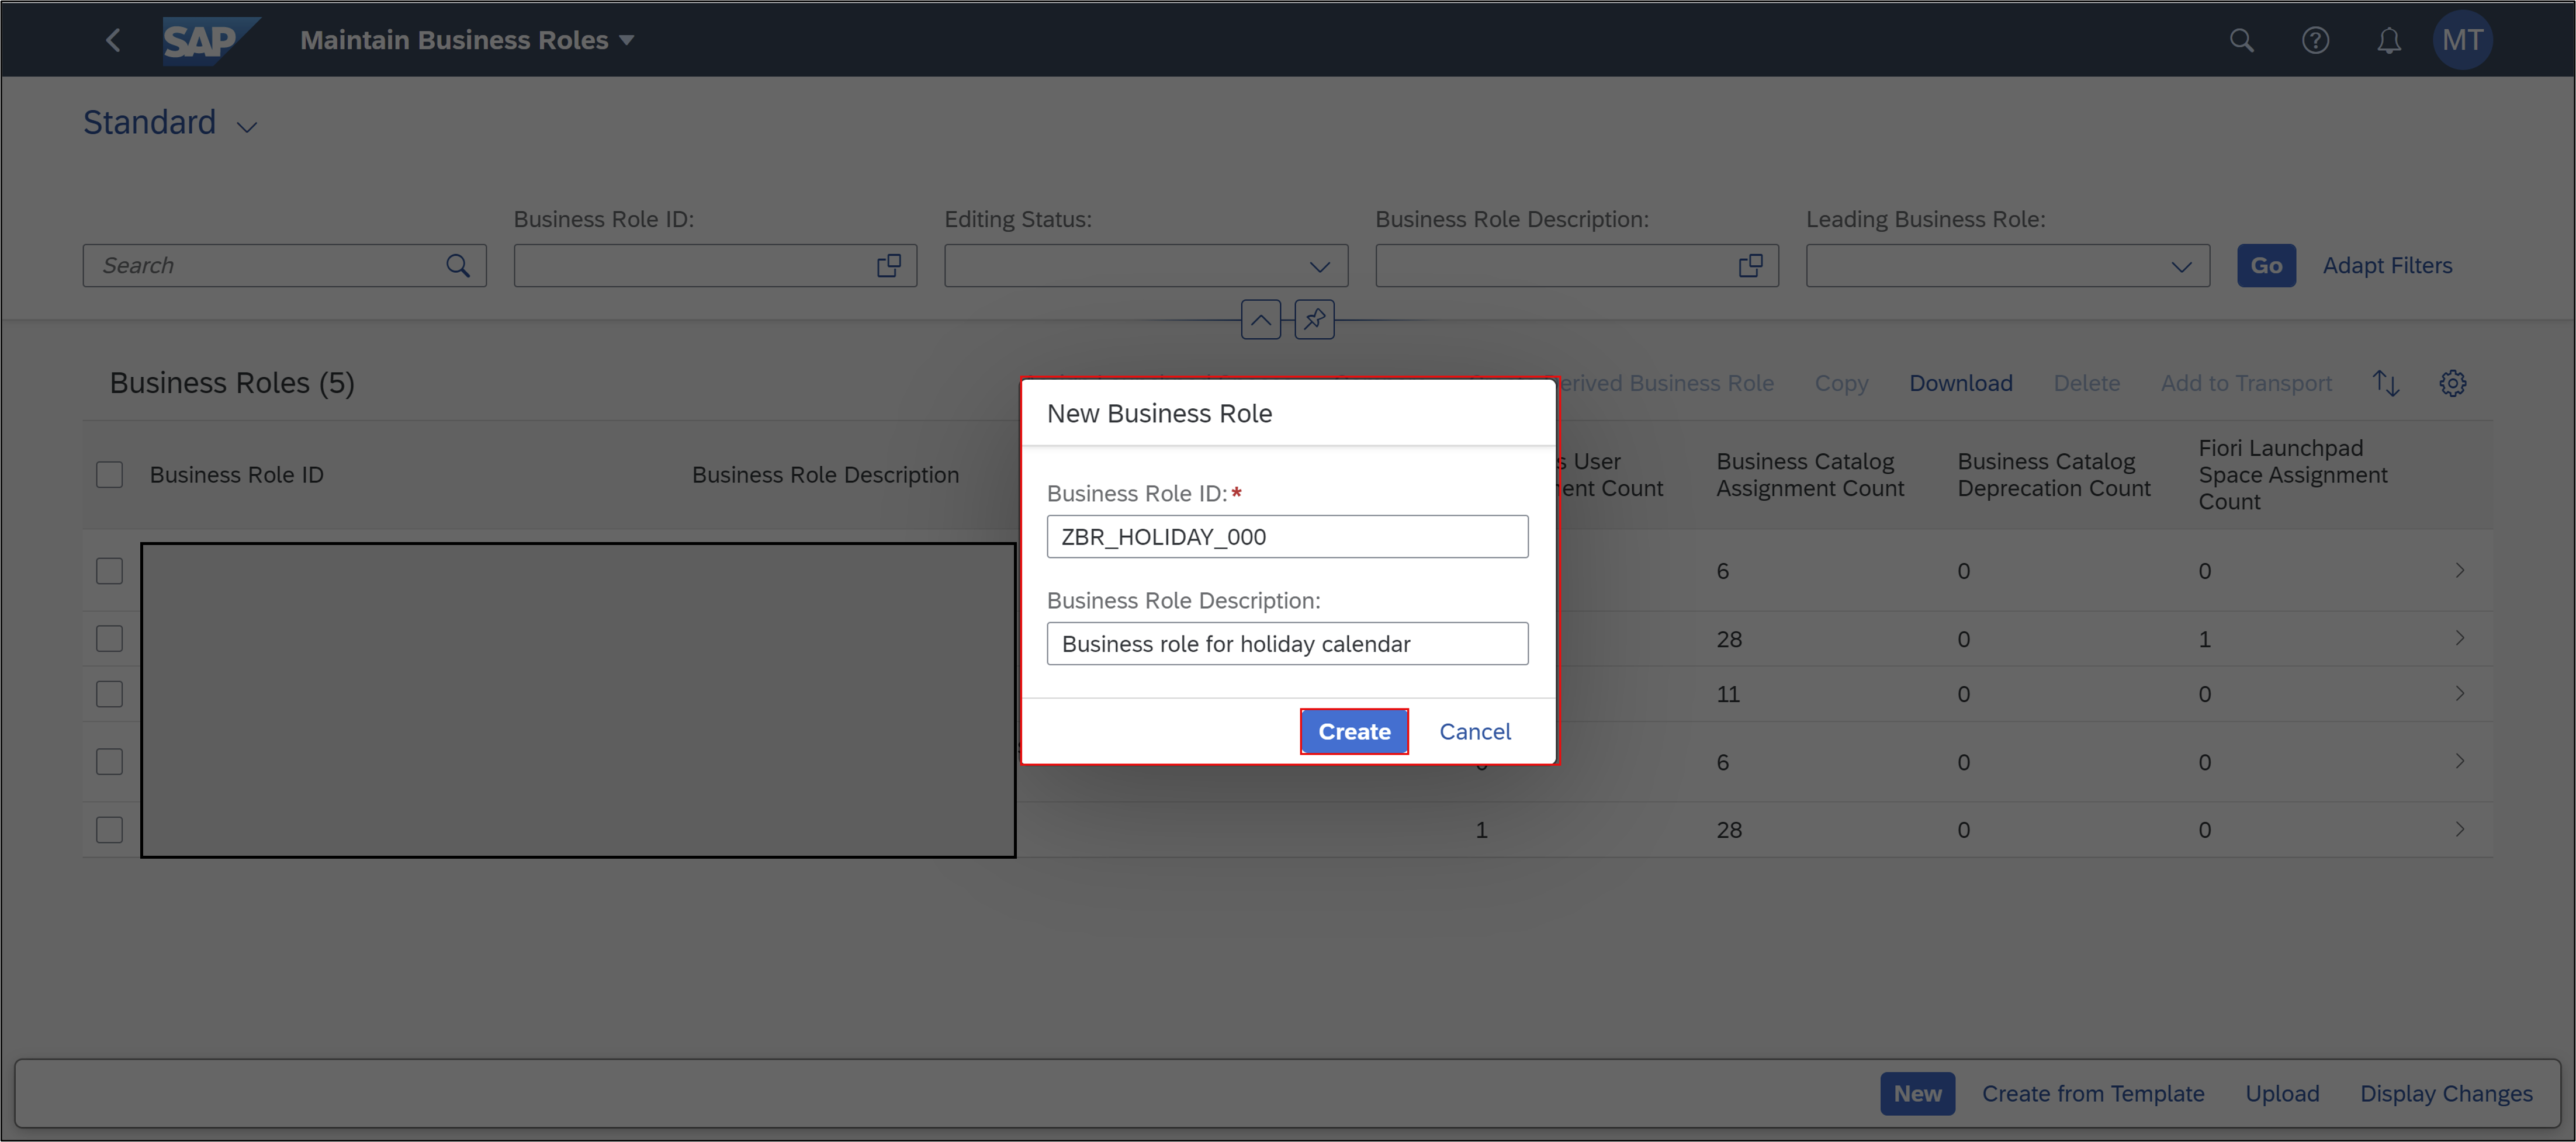 SAP
Maintain Business Roles
MT
Standard
Search
Business Role ID:
Editing Status:
Business Role Description:
Leading Business Role:
Go
Adapt Filters
Business Roles (5)
Derived Business Role
Copy
Download
Delete
Add to Transport
Business Role ID
Business Role Description
User
Count
Business Catalog
Assignment Count
Business Catalog
Deprecation Count
Fiori Launchpad
Space Assignment
Count
6 0 0
28 0 1
11 0 0
6 0 0
1 28 0 0
New Business Role
Business Role ID:*
ZBR_HOLIDAY_000
Business Role Description:
Business role for holiday calendar
Create
Cancel
New
Create from Template
Upload
Display Changes